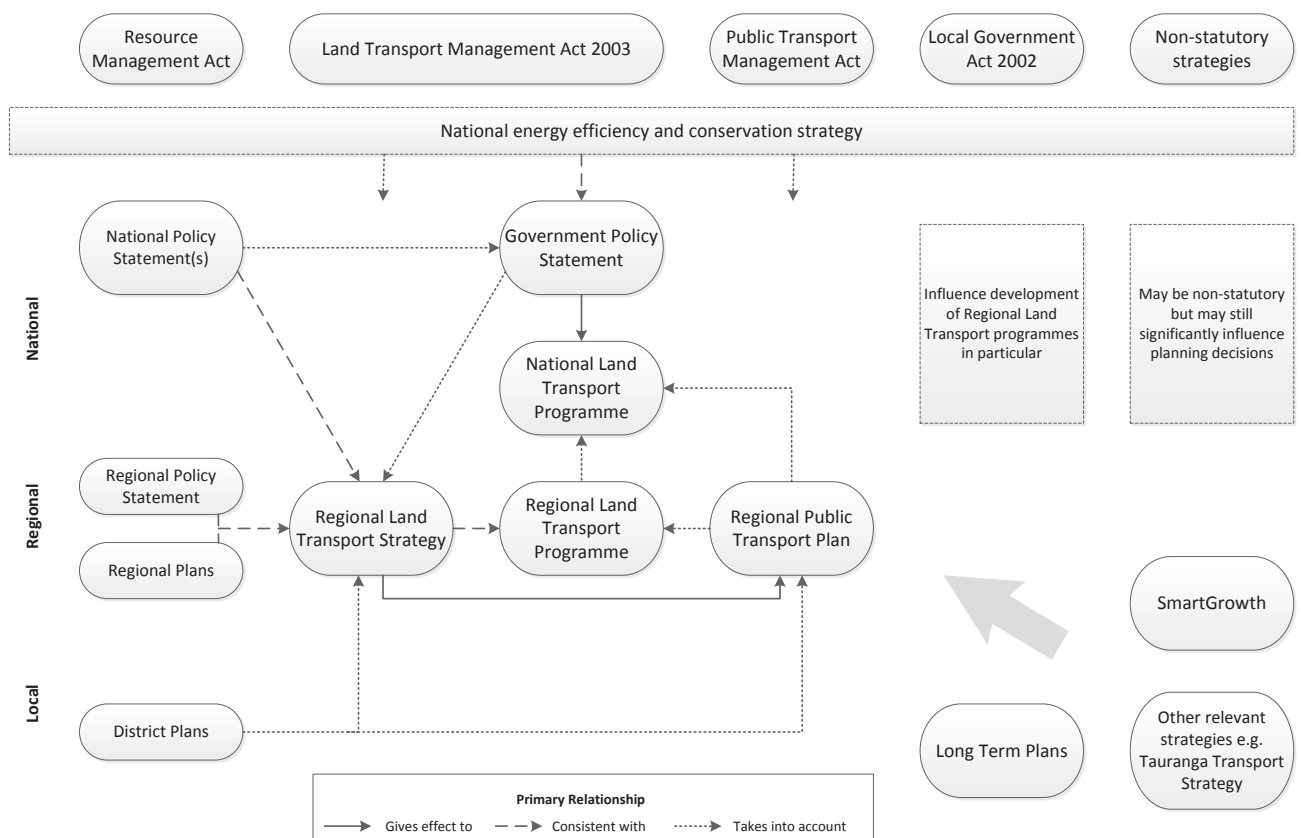 Resource
Management Act
Land Transport Management Act 2003
Public Transport
Management Act
Local Government
Act 2002
Non-statutory
strategies
National energy efficiency and conservation strategy
National
National Policy
Statement(s)
Government Policy
Statement
National Land
Transport
Programme
Influence development
of Regional Land
Transport programmes
in particular
May be non-statutory
but may still
significantly influence
planning decisions
Regional
Regional Policy
Statement
Regional Plans
Regional Land
Transport Strategy
Regional Land
Transport
Programme
Regional Public
Transport Plan
SmartGrowth
Local
District Plans
Long Term Plans
Other relevant
strategies e.g.
Tauranga Transport
Strategy
Primary Relationship
Gives effect to
Consistent with
Takes into account